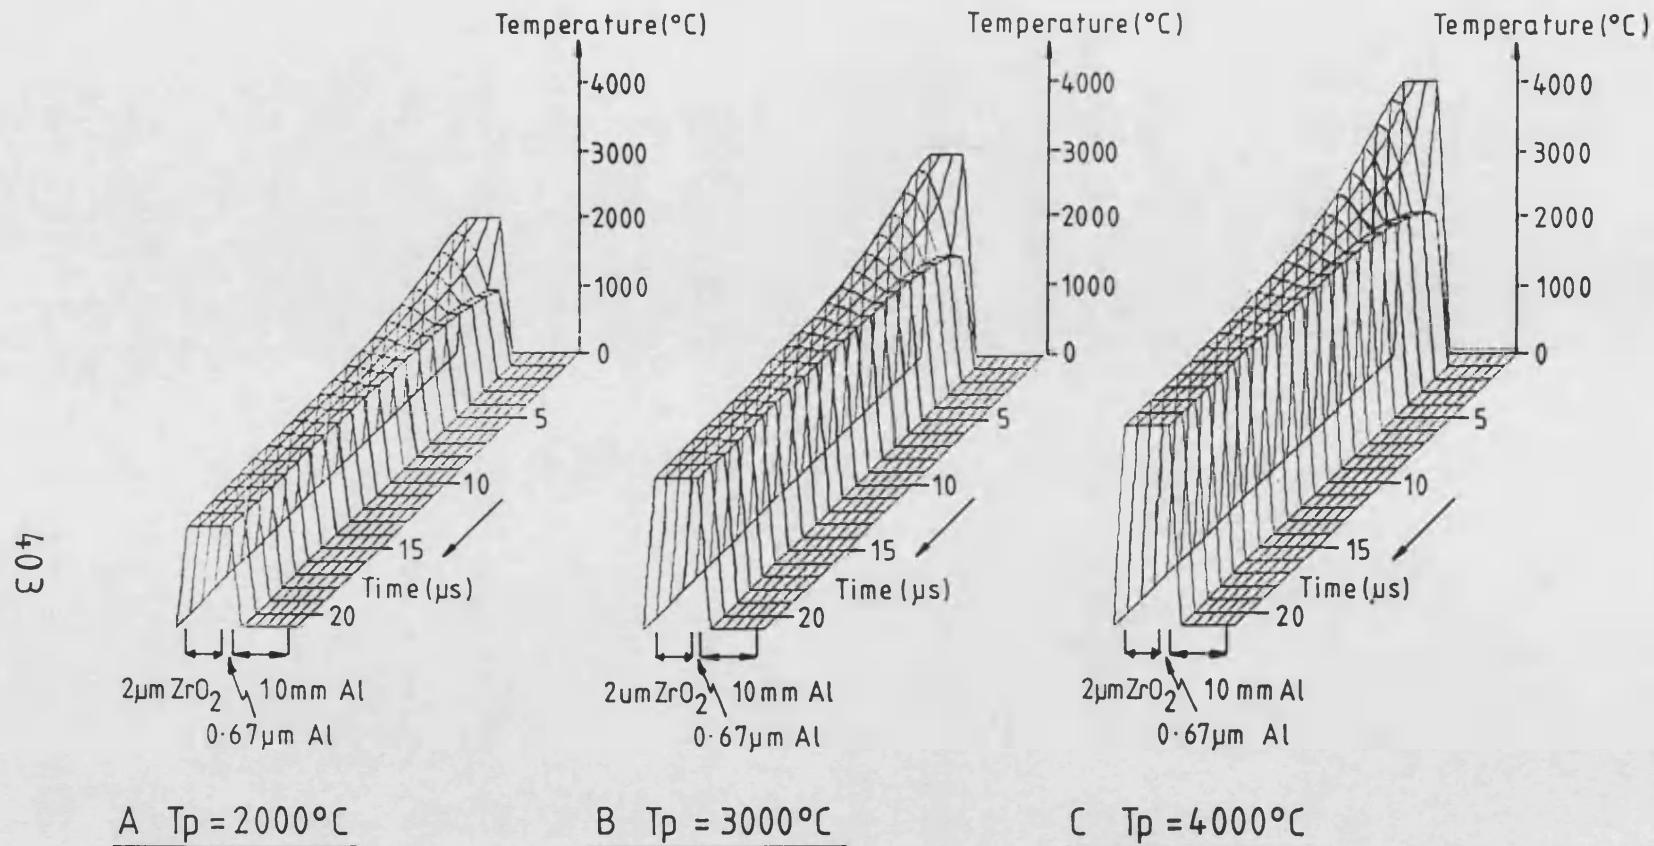 Temperature(°C)
4000
3000
2000
1000
0
5
10
15
20
Time(μs)
2μm ZrO2
10mm Al
0·67μm Al
A Tp = 2000°C
Temperature(°C)
4000
3000
2000
1000
0
5
10
15
20
Time(μs)
2um ZrO2
10mm Al
0·67μm Al
B Tp = 3000°C
Temperature(°C)
4000
3000
2000
1000
0
5
10
15
20
Time(μs)
2μm ZrO2
10mm Al
0·67μm Al
C Tp = 4000°C
403